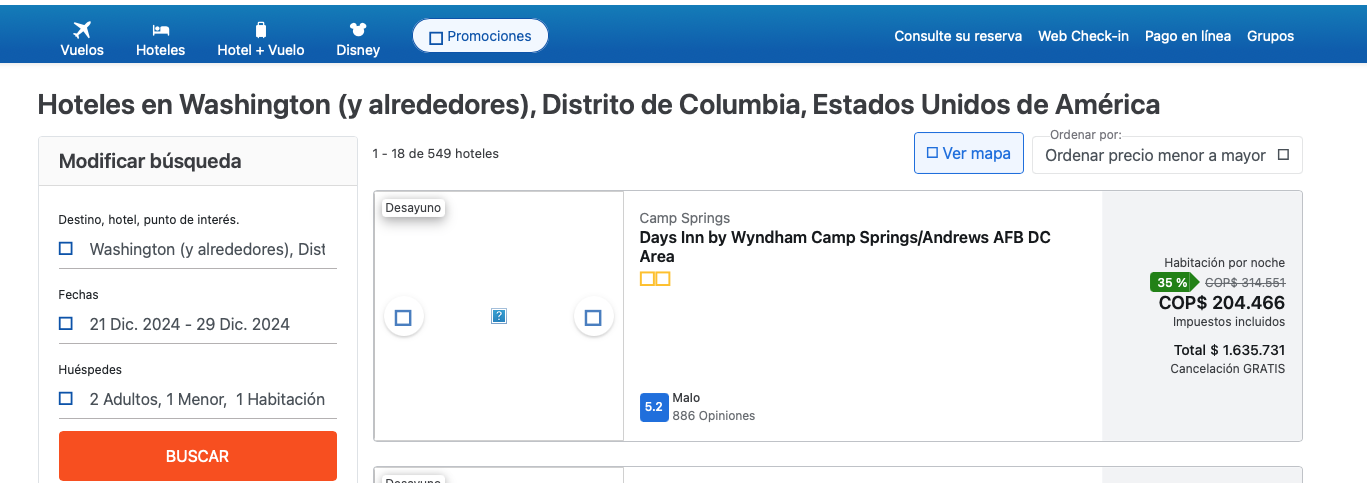 Vuelos
Hoteles
Hotel + Vuelo
Disney
Promociones
Consulte su reserva
Web Check-in
Pago en línea
Grupos
Hoteles en Washington (y alrededores), Distrito de Columbia, Estados Unidos de América
Modificar búsqueda
Destino, hotel, punto de interés.
Washington (y alrededores), Dist
Fechas
21 Dic. 2024 - 29 Dic. 2024
Huéspedes
2 Adultos, 1 Menor, 1 Habitación
BUSCAR
1 - 18 de 549 hoteles
Ver mapa
Ordenar por:
Ordenar precio menor a mayor
Desayuno
Camp Springs
Days Inn by Wyndham Camp Springs/Andrews AFB DC
Area
5.2
Malo
886 Opiniones
Habitación por noche
35 % COP$ 314.551
COP$ 204.466
Impuestos incluidos
Total $ 1.635.731
Cancelación GRATIS
Desayuno